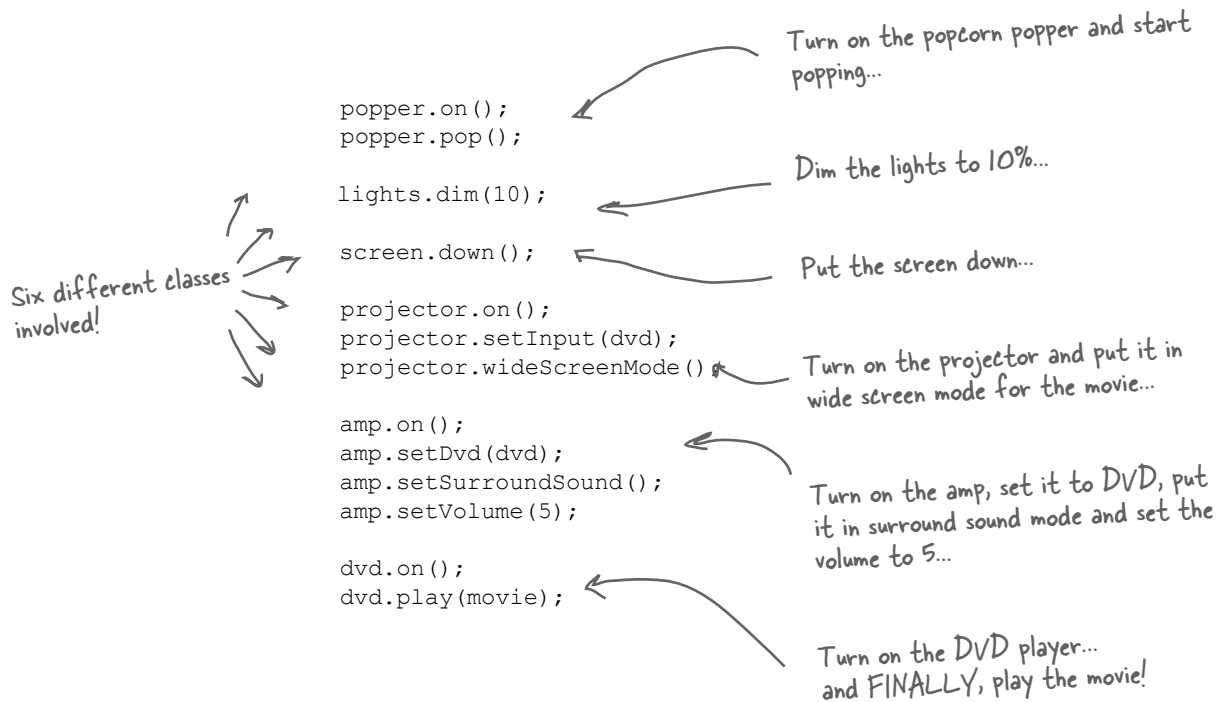 Turn on the popcorn popper and start
popping...
popper.on();
popper.pop();
Dim the lights to 10%...
lights.dim(10);
screen.down();
Put the screen down...
Six different classes
involved!
projector.on();
projector.setInput(dvd);
projector.wideScreenMode();
Turn on the projector and put it in
wide screen mode for the movie...
amp.on();
amp.setDvd(dvd);
amp.setSurroundSound();
amp.setVolume(5);
Turn on the amp, set it to DVD, put
it in surround sound mode and set the
volume to 5...
dvd.on();
dvd.play(movie);
Turn on the DVD player...
and FINALLY, play the movie!